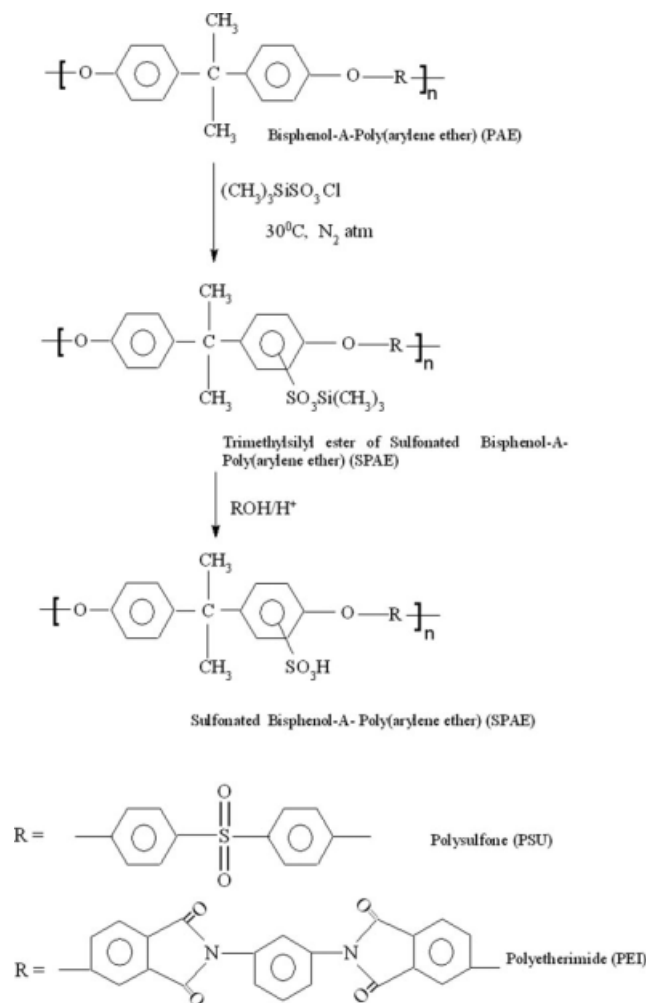 CH₃
[ O C O R ]n
CH₃
Bisphenol-A-Poly(arylene ether) (PAE)
(CH₃)₃SiSO₃Cl
30⁰C, N₂ atm
CH₃
[ O C O R ]n
CH₃ SO₃Si(CH₃)₃
Trimethylsilyl ester of Sulfonated Bisphenol-A-
Poly(arylene ether) (SPAE)
ROH/H⁺
CH₃
[ O C O R ]n
CH₃ SO₃H
Sulfonated Bisphenol-A- Poly(arylene ether) (SPAE)
O
R = S Polysulfone (PSU)
O
O O
R = N N Polyetherimide (PEI)
O O